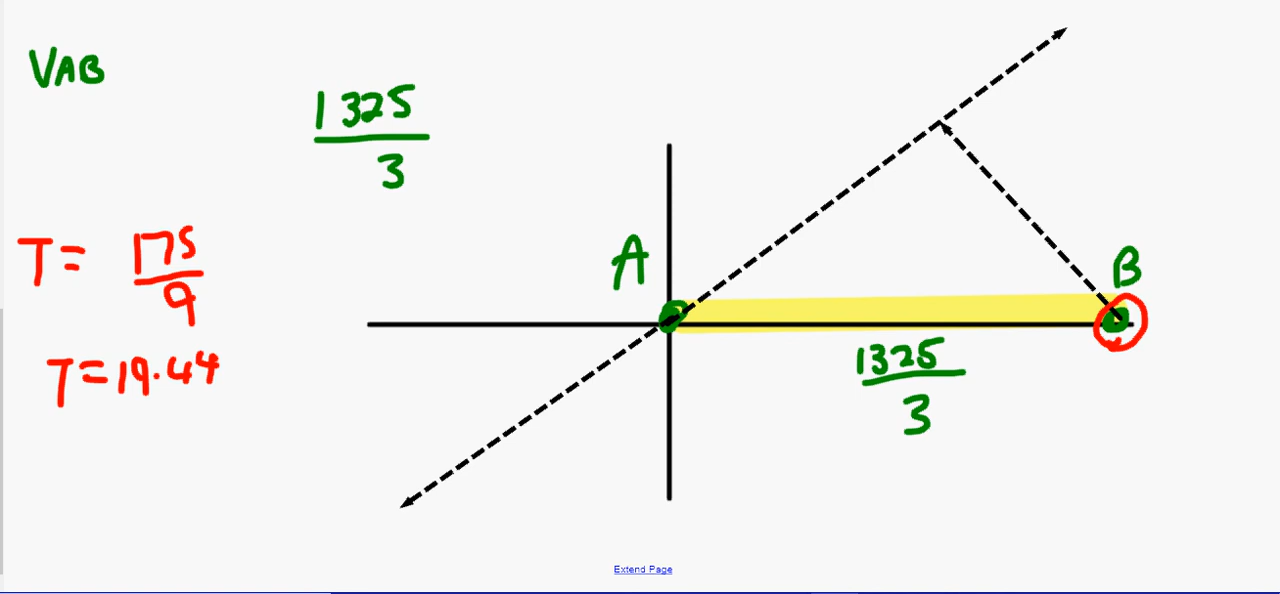 VAB
1325
3
T = 175
9
T = 19.44
A
B
1325
3
Extend Page